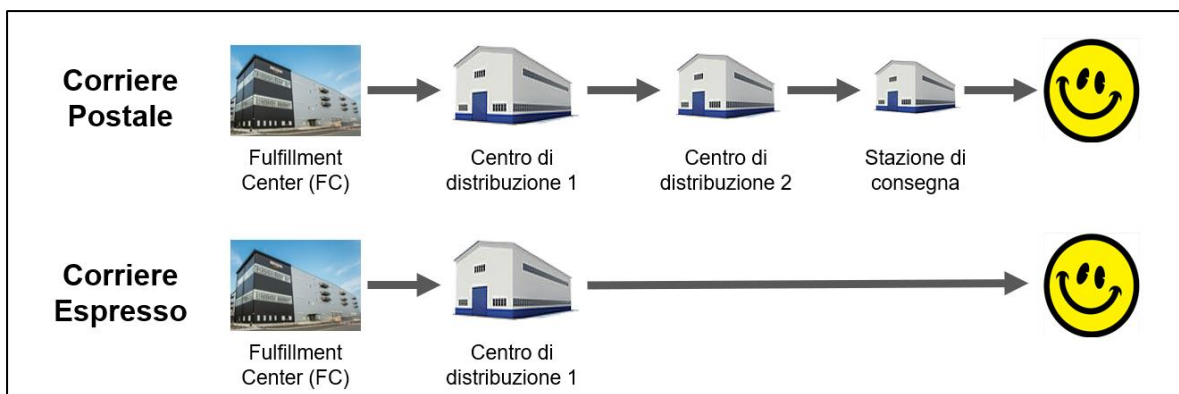 Corriere
Postale
Fulfillment
Center (FC)
Centro di
distribuzione 1
Centro di
distribuzione 2
Stazione di
consegna
Corriere
Espresso
Fulfillment
Center (FC)
Centro di
distribuzione 1